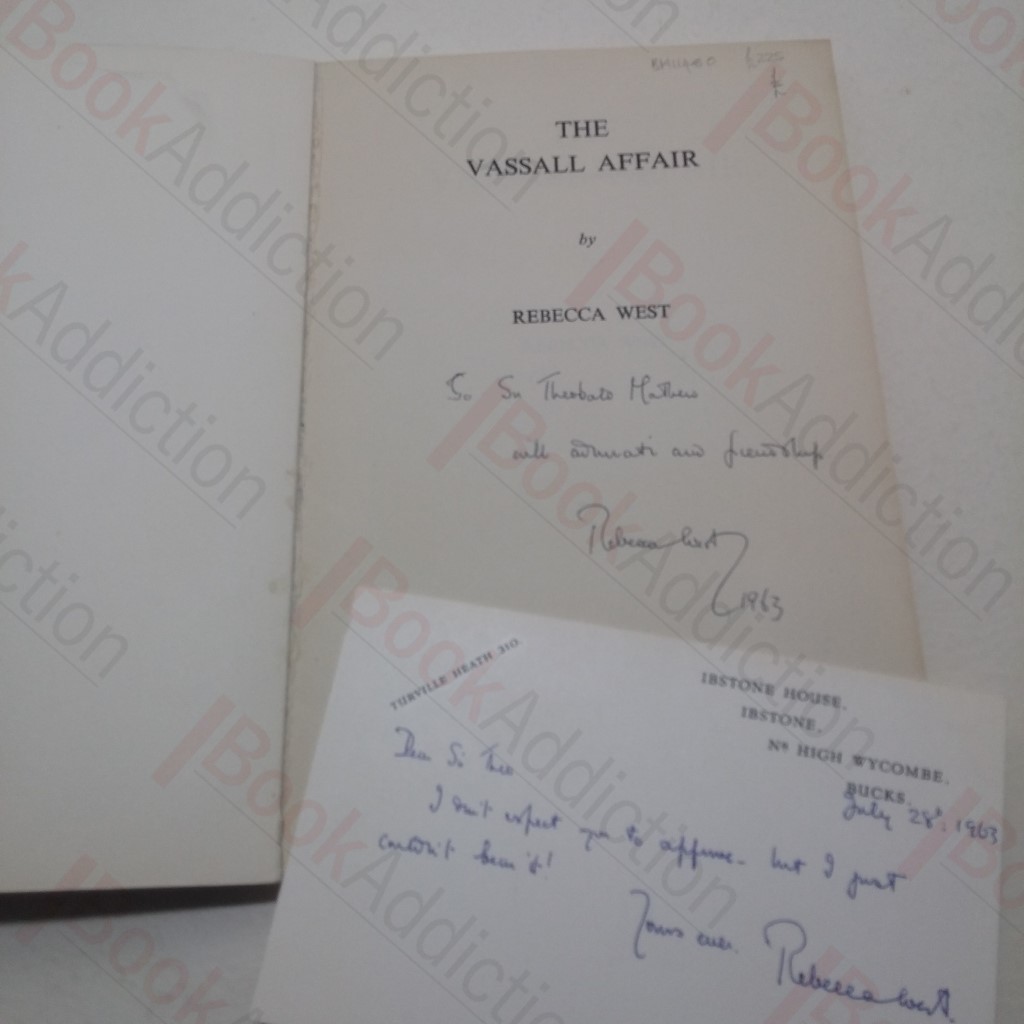 THE
VASSALL AFFAIR
by
REBECCA WEST
To Sir Theobald Mathew
with admiration and friendship
Rebecca West
1963
TURVILLE HEATH 310.
IBSTONE HOUSE,
IBSTONE,
Nr HIGH WYCOMBE,
BUCKS.
July 28th, 1963
Dear Sir Theo
I don't expect you to approve - but I just
couldn't bear it!
Yours ever
Rebecca West.
BookAddiction